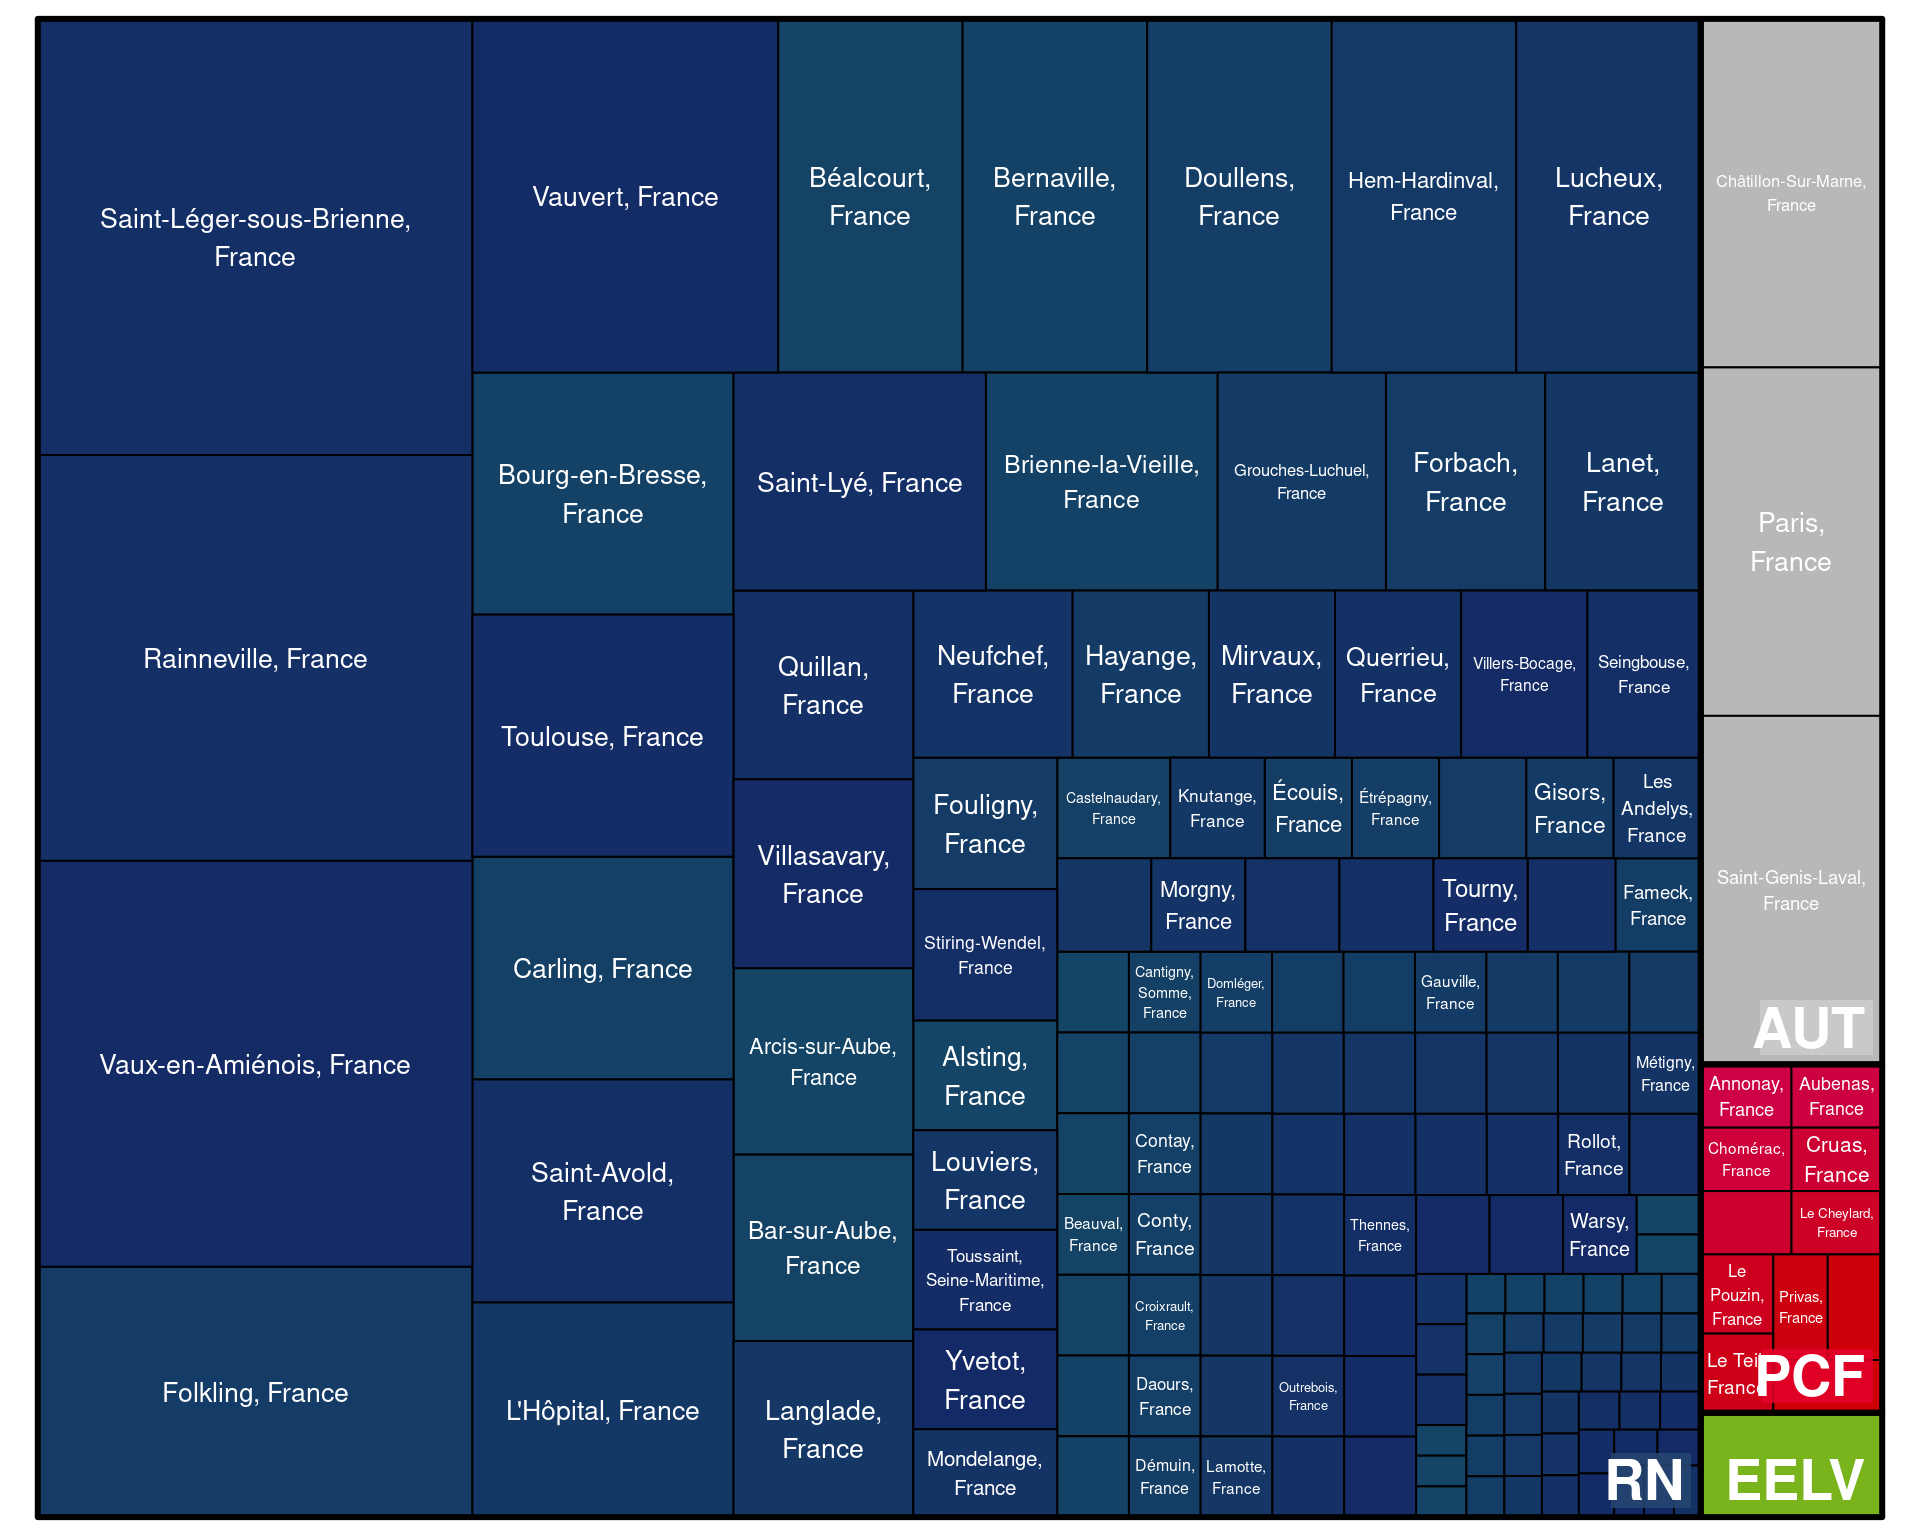 Saint-Léger-sous-Brienne,
France
Rainneville, France
Vaux-en-Amiénois, France
Folkling, France
Vauvert, France
Béalcourt,
France
Bernaville,
France
Doullens,
France
Hem-Hardinval,
France
Lucheux,
France
Bourg-en-Bresse,
France
Toulouse, France
Carling, France
Saint-Avold,
France
L'Hôpital, France
Saint-Lyé, France
Brienne-la-Vieille,
France
Grouches-Luchuel,
France
Forbach,
France
Lanet,
France
Quillan,
France
Villasavary,
France
Arcis-sur-Aube,
France
Bar-sur-Aube,
France
Langlade,
France
Neufchef,
France
Hayange,
France
Mirvaux,
France
Querrieu,
France
Villers-Bocage,
France
Seingbouse,
France
Fouligny,
France
Stiring-Wendel,
France
Alsting,
France
Louviers,
France
Toussaint,
Seine-Maritime,
France
Yvetot,
France
Mondelange,
France
Castelnaudary,
France
Knutange,
France
Écouis,
France
Étrépagny,
France
Gisors,
France
Les
Andelys,
France
Morgny,
France
Tourny,
France
Fameck,
France
Cantigny,
Somme,
France
Domléger,
France
Gauville,
France
Métigny,
France
Contay,
France
Rollot,
France
Beauval,
France
Conty,
France
Thennes,
France
Warsy,
France
Croixrault,
France
Daours,
France
Outrebois,
France
Démuin,
France
Lamotte,
France
RN
Châtillon-Sur-Marne,
France
Paris,
France
Saint-Genis-Laval,
France
AUT
Annonay,
France
Aubenas,
France
Chomérac,
France
Cruas,
France
Le Cheylard,
France
Le
Pouzin,
France
Privas,
France
Le Teil,
France
PCF
EELV